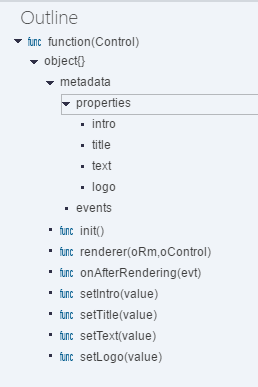 Outline
func function(Control)
object{}
metadata
properties
intro
title
text
logo
events
func init()
func renderer(oRm,oControl)
func onAfterRendering(evt)
func setIntro(value)
func setTitle(value)
func setText(value)
func setLogo(value)